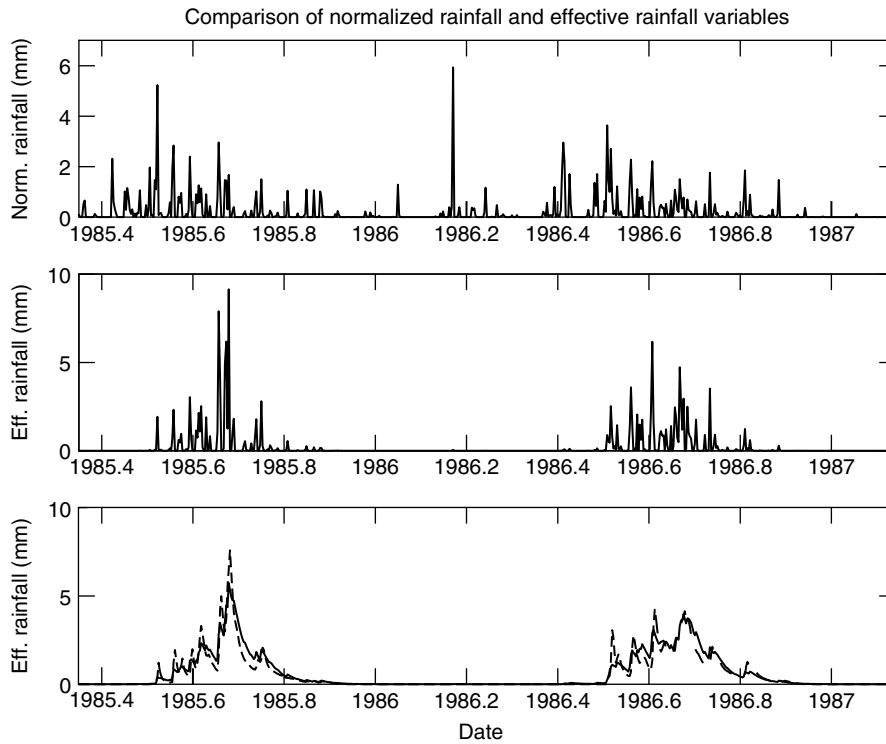 Comparison of normalized rainfall and effective rainfall variables
Norm. rainfall (mm)
6
4
2
0
1985.4 1985.6 1985.8 1986 1986.2 1986.4 1986.6 1986.8 1987
Eff. rainfall (mm)
10
5
0
1985.4 1985.6 1985.8 1986 1986.2 1986.4 1986.6 1986.8 1987
Eff. rainfall (mm)
10
5
0
1985.4 1985.6 1985.8 1986 1986.2 1986.4 1986.6 1986.8 1987
Date